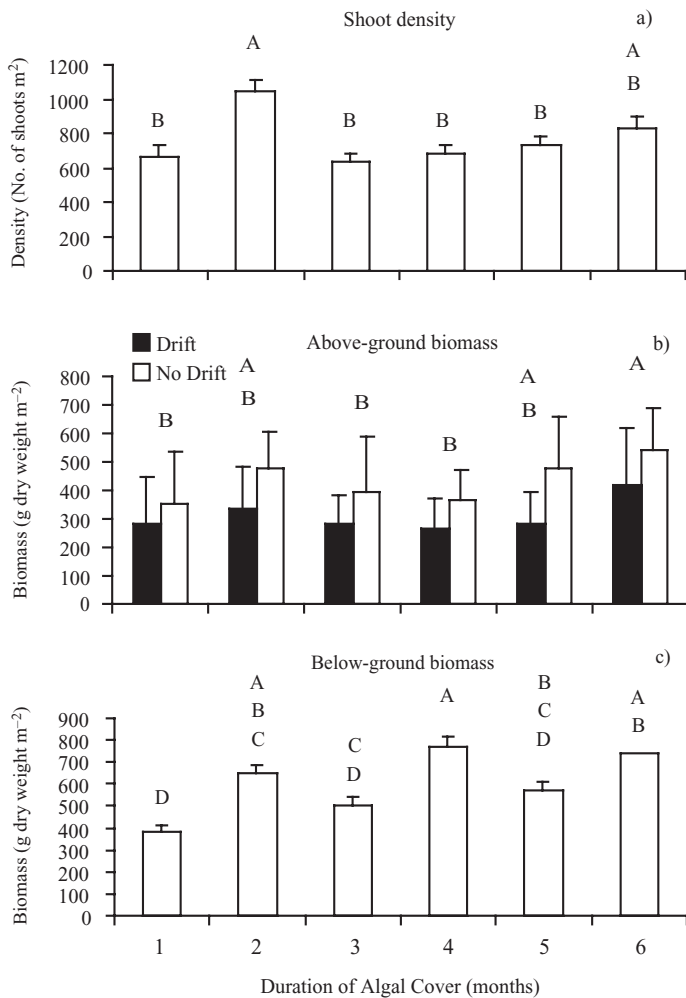 Shoot density a)
A
A
B
B
B
B
B
1200
1000
800
600
400
200
0
Density (No. of shoots m²)
Drift
No Drift
Above-ground biomass b)
A
B
B
A
B
B
B
A
800
700
600
500
400
300
200
100
0
Biomass (g dry weight m⁻²)
Below-ground biomass c)
D
A
B
C
C
D
A
B
C
D
A
B
900
800
700
600
500
400
300
200
100
0
Biomass (g dry weight m⁻²)
1 2 3 4 5 6
Duration of Algal Cover (months)